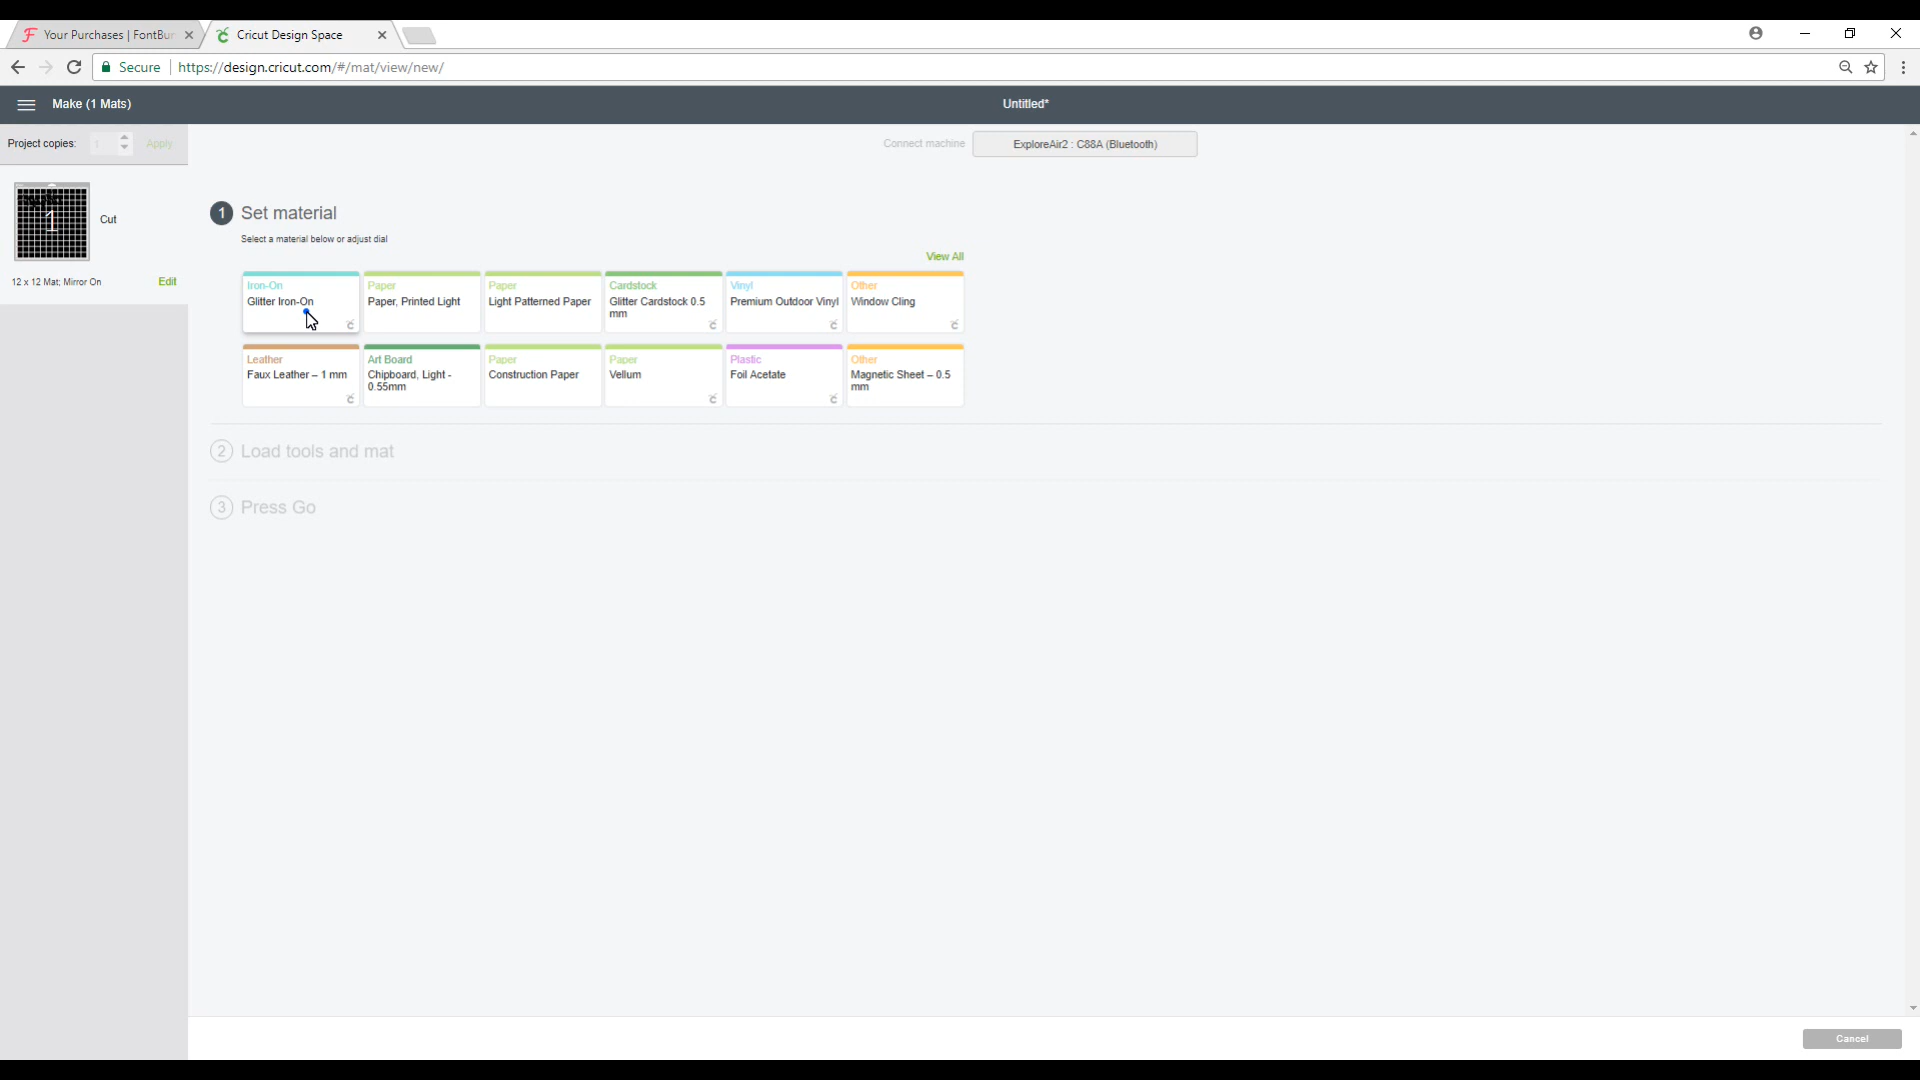 Your Purchases | FontBun
Cricut Design Space
Secure
https://design.cricut.com/#/mat/view/new/
Make (1 Mats)
Untitled*
Project copies: 1 Apply
Connect machine
ExploreAir2 : C88A (Bluetooth)
1
Cut
12 x 12 Mat; Mirror On
Edit
1 Set material
Select a material below or adjust dial
View All
Iron-On
Glitter Iron-On
Paper
Paper, Printed Light
Paper
Light Patterned Paper
Cardstock
Glitter Cardstock 0.5
mm
Vinyl
Premium Outdoor Vinyl
Other
Window Cling
Leather
Faux Leather – 1 mm
Art Board
Chipboard, Light -
0.55mm
Paper
Construction Paper
Paper
Vellum
Plastic
Foil Acetate
Other
Magnetic Sheet – 0.5
mm
2 Load tools and mat
3 Press Go
Cancel